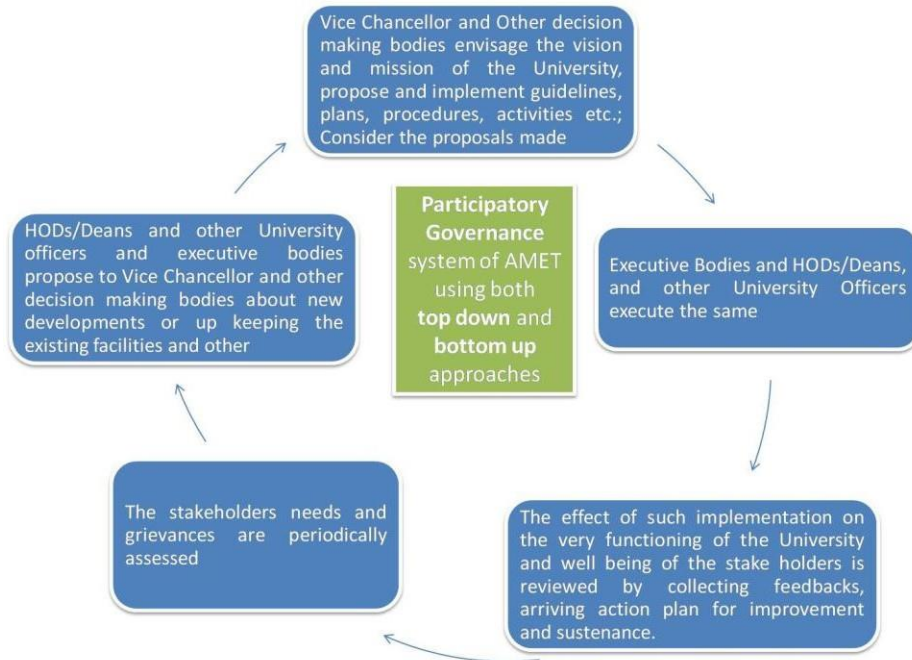 Vice Chancellor and Other decision
making bodies envisage the vision
and mission of the University,
propose and implement guidelines,
plans, procedures, activities etc.;
Consider the proposals made
Participatory
Governance
system of AMET
using both
top down and
bottom up
approaches
Executive Bodies and HODs/Deans,
and other University Officers
execute the same
The effect of such implementation on
the very functioning of the University
and well being of the stake holders is
reviewed by collecting feedbacks,
arriving action plan for improvement
and sustenance.
The stakeholders needs and
grievances are periodically
assessed
HODs/Deans and other University
officers and executive bodies
propose to Vice Chancellor and other
decision making bodies about new
developments or up keeping the
existing facilities and other